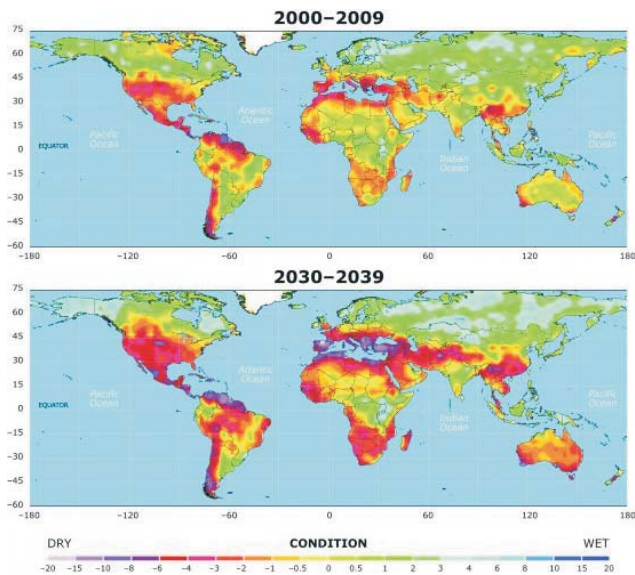 2000–2009
75
60
45
30
15
0
−15
−30
−45
−60
EQUATOR
Pacific Ocean
Atlantic Ocean
Indian Ocean
Pacific Ocean
−180 −120 −60 0 60 120 180
2030–2039
75
60
45
30
15
0
−15
−30
−45
−60
EQUATOR
Pacific Ocean
Atlantic Ocean
Indian Ocean
Pacific Ocean
−180 −120 −60 0 60 120 180
DRY CONDITION WET
−20 −15 −10 −8 −6 −4 −3 −2 −1 −0.5 0 0.5 1 2 3 4 6 8 10 15 20